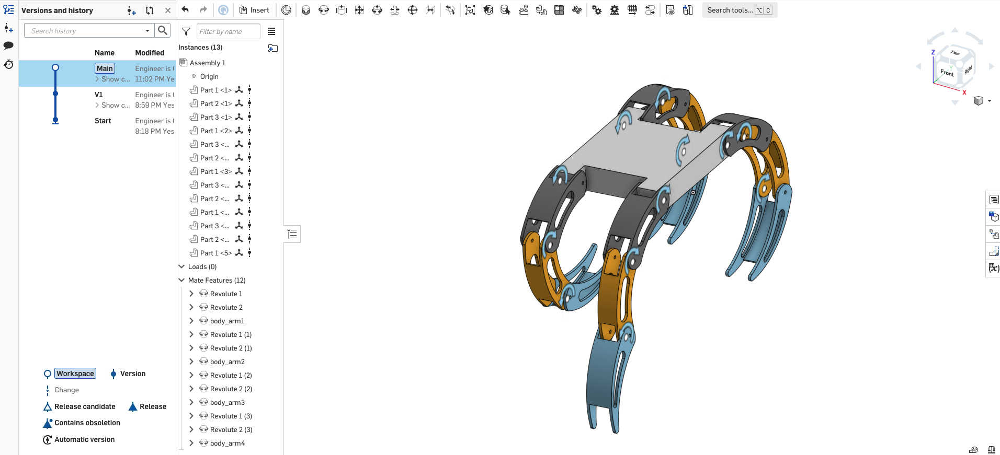 Versions and history
Insert
Search tools... ⌥ C
Search history
Filter by name
Name Modified
Main Engineer is
Show c... 11:02 PM Ye
V1 Engineer is
Show c... 8:59 PM Yes
Start Engineer is
8:18 PM Yes
Workspace Version
Change
Release candidate Release
Contains obsoletion
Automatic version
Instances (13)
Assembly 1
Origin
Part 1 <1>
Part 2 <1>
Part 3 <1>
Part 1 <2>
Part 3 <...
Part 2 <...
Part 1 <3>
Part 3 <...
Part 2 <...
Part 1 <...
Part 3 <...
Part 2 <...
Part 1 <5>
Loads (0)
Mate Features (12)
Revolute 1
Revolute 2
body_arm1
Revolute 1 (1)
Revolute 2 (1)
body_arm2
Revolute 1 (2)
Revolute 2 (2)
body_arm3
Revolute 1 (3)
Revolute 2 (3)
body_arm4
Z
Top
Y
Front
Right
X
(x)